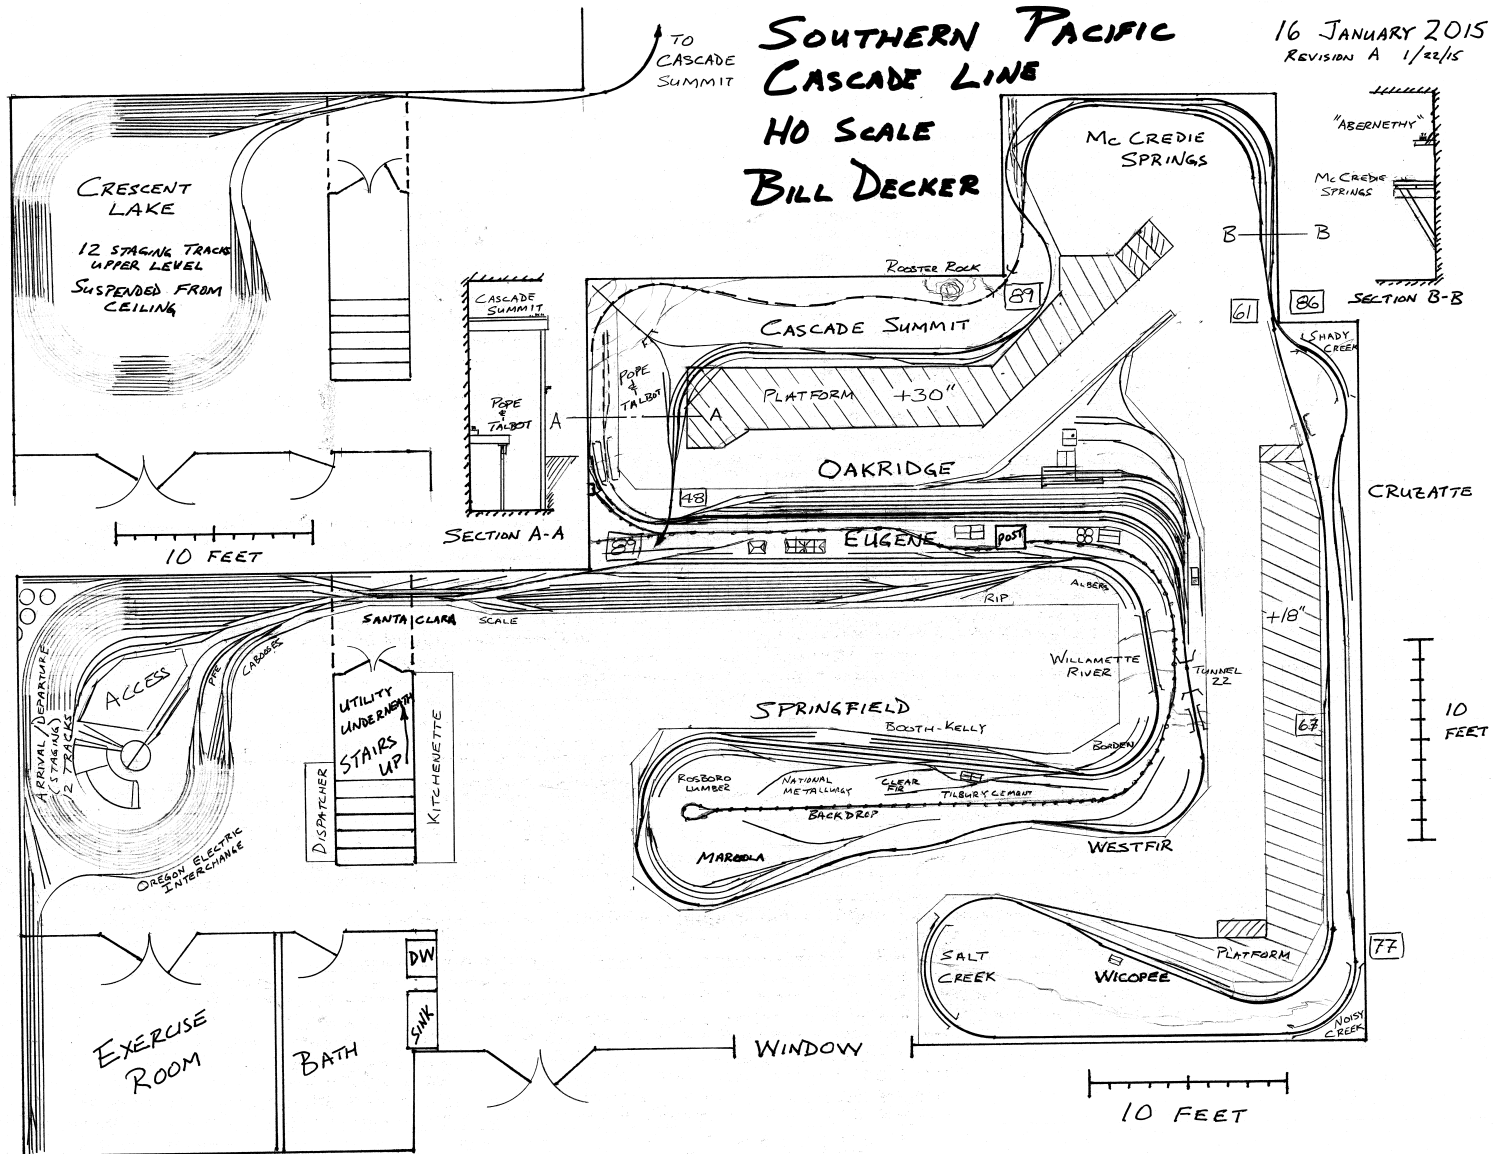 SOUTHERN PACIFIC
CASCADE LINE
HO SCALE
BILL DECKER
16 JANUARY 2015
REVISION A 1/22/15
TO
CASCADE
SUMMIT
CRESCENT
LAKE
12 STAGING TRACKS
UPPER LEVEL
SUSPENDED FROM
CEILING
10 FEET
CASCADE
SUMMIT
POPE
&
TALBOT
SECTION A-A
McCREDIE
SPRINGS
"ABERNETHY"
McCREDIE
SPRINGS
B B
SECTION B-B
ROOSTER ROCK
89
61
86
CASCADE SUMMIT
SHADY
CREEK
POPE
&
TALBOT
A A
PLATFORM +30"
OAKRIDGE
48
CRUZATTE
89
EUGENE
POST
ALBERS
RIP
SANTA CLARA
SCALE
+18"
ACCESS
PFE
CABOOSES
ARRIVAL/DEPARTURE
(STAGING)
12 TRACKS
OREGON ELECTRIC
INTERCHANGE
UTILITY
UNDERNEATH
STAIRS
UP
DISPATCHER
KITCHENETTE
WILLAMETTE
RIVER
TUNNEL
22
SPRINGFIELD
BOOTH-KELLY
BORDEN
ROSBORO
LUMBER
NATIONAL
METALLURGY
CLEAR
FIR
TILBURY CEMENT
BACKDROP
MARCOLA
WESTFIR
67
10
FEET
SALT
CREEK
WICOPEE
PLATFORM
77
NOISY
CREEK
DW
SINK
EXERCISE
ROOM
BATH
WINDOW
10 FEET